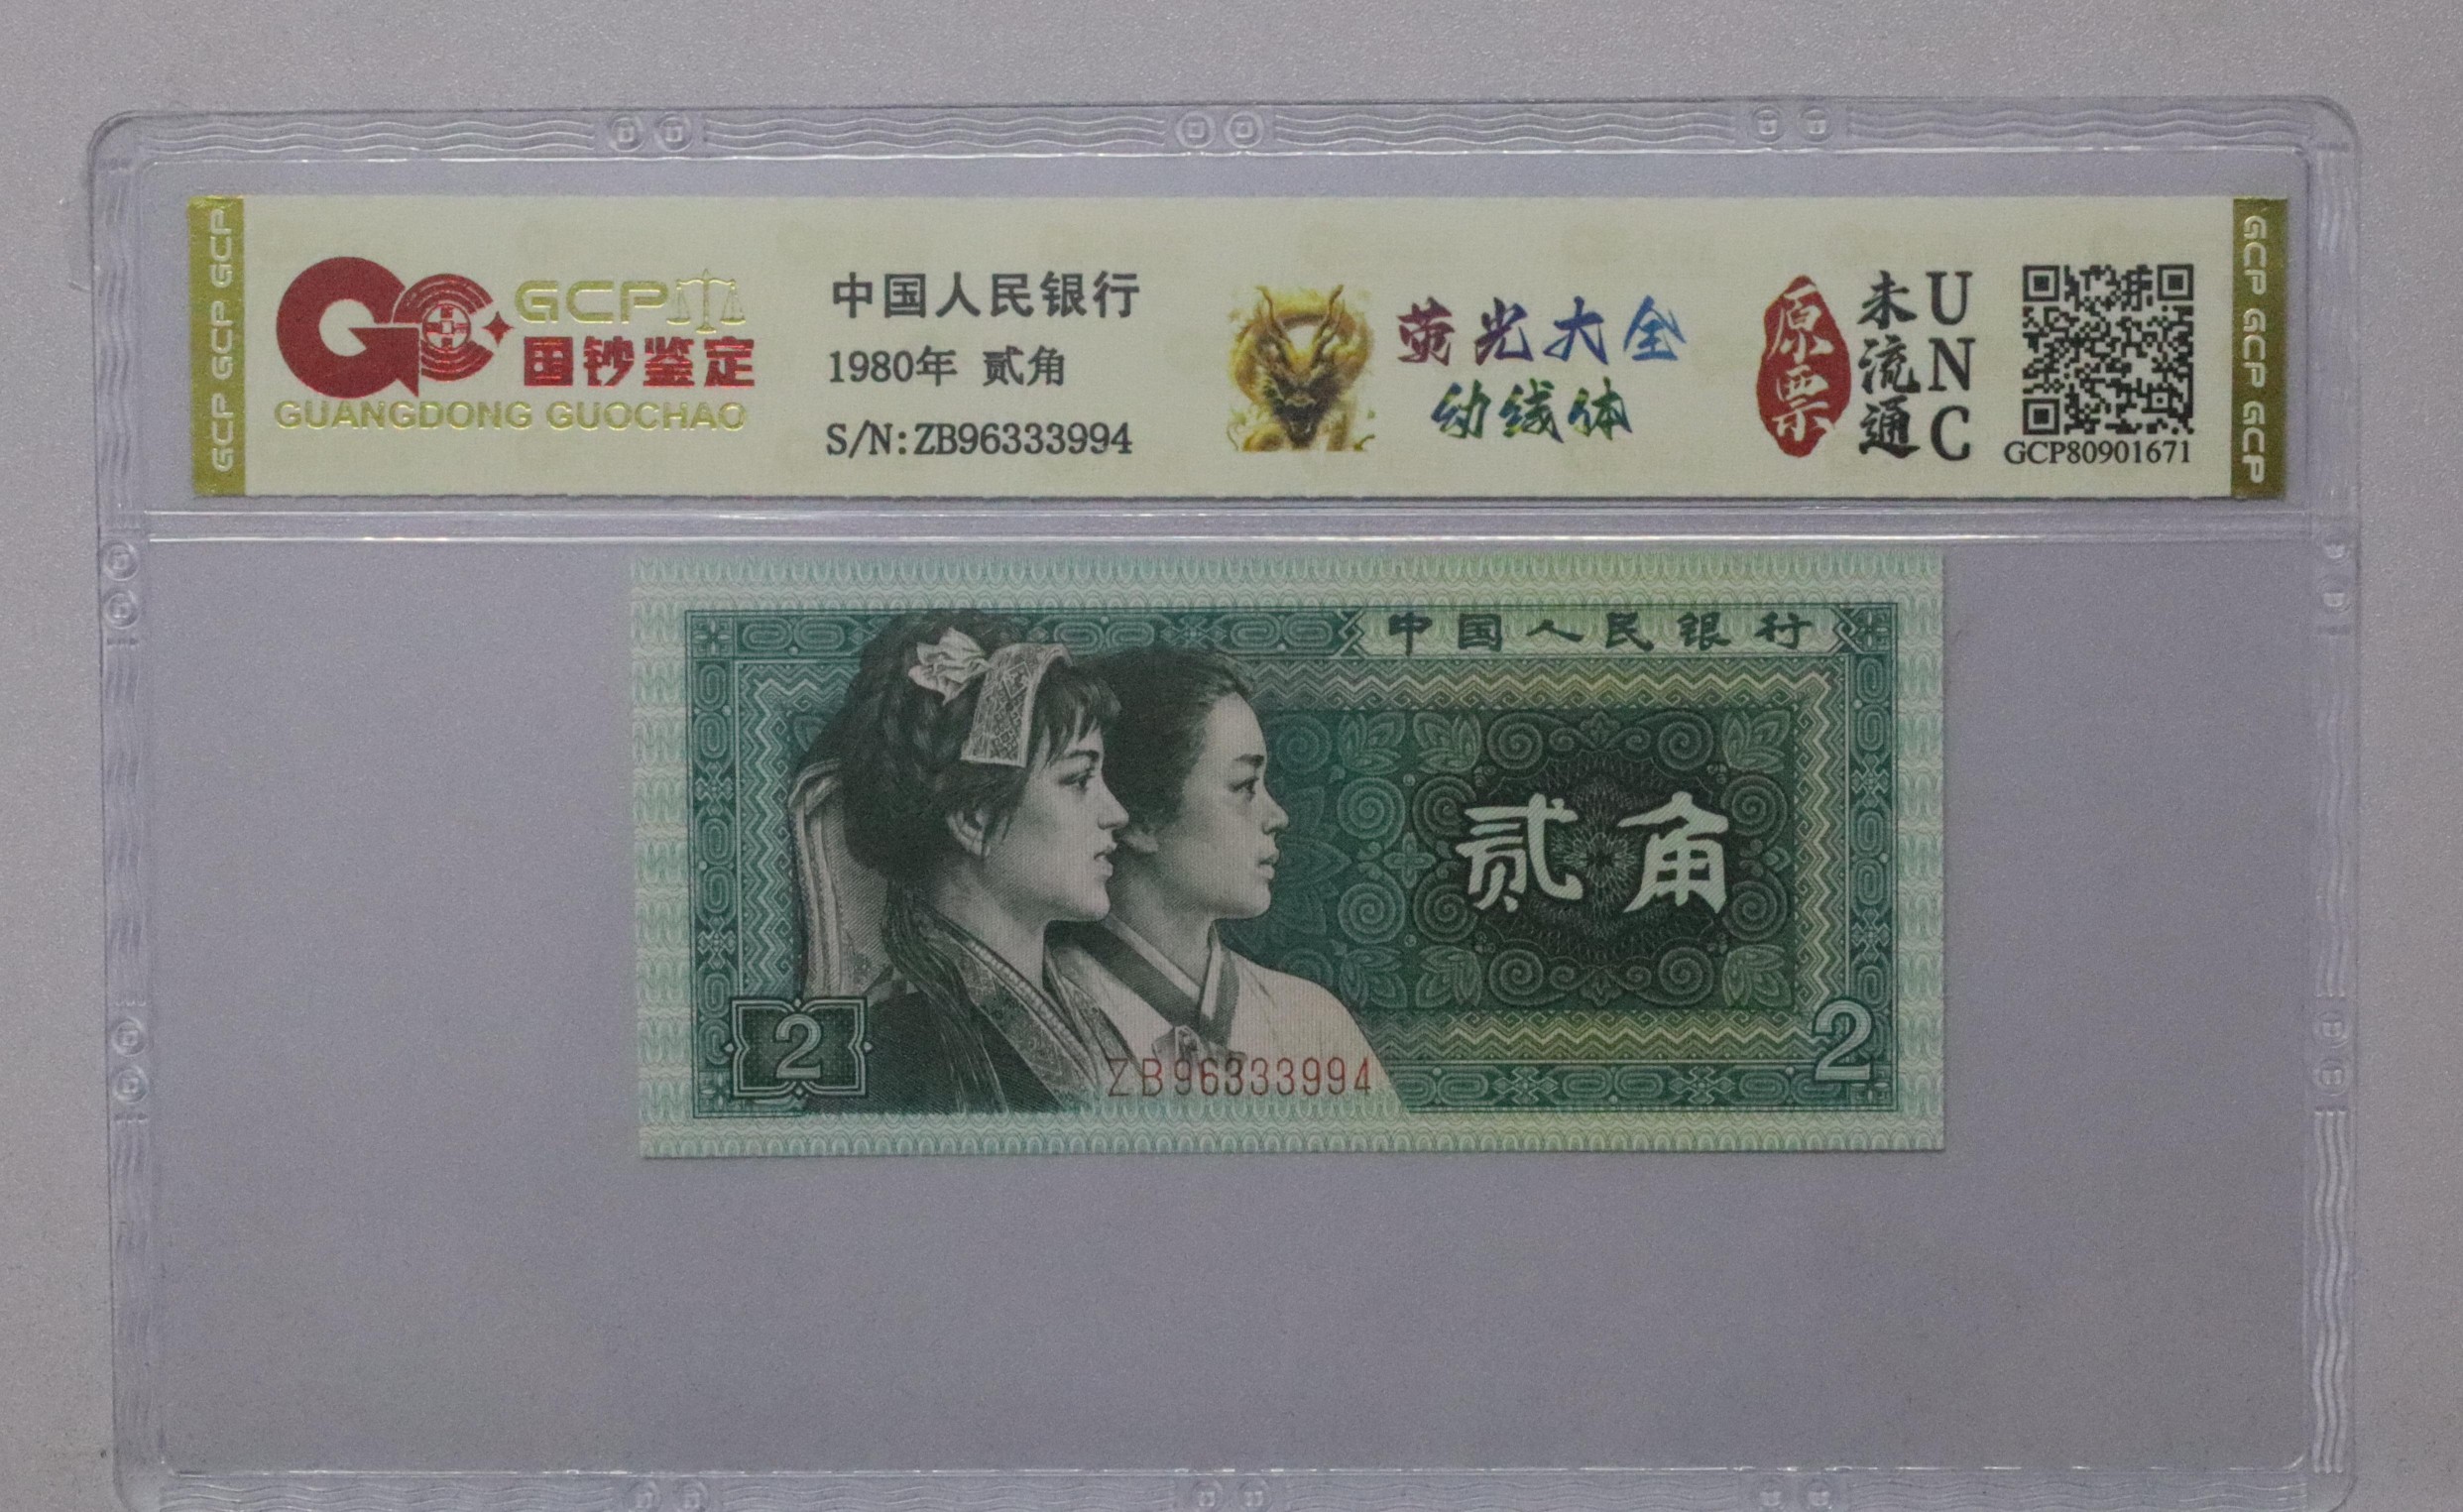 GCP GCP GCP
GCP
国钞鉴定
GUANGDONG GUOCHAO
中国人民银行
1980年 贰角
S/N:ZB96333994
荧光大全
幼线体
原票
未流通
UNC
GCP80901671
GCP GCP GCP
中国人民银行
贰角
2
2
ZB96333994